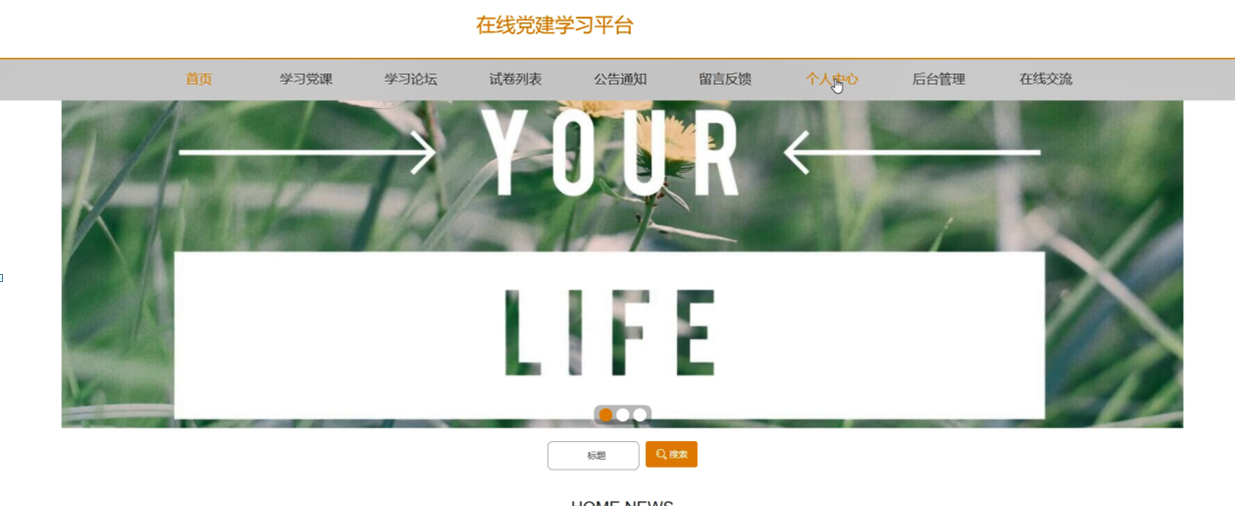 在线党建学习平台
首页 学习党课 学习论坛 试卷列表 公告通知 留言反馈 个人中心 后台管理 在线交流
YOUR
LIFE
标题 搜索
HOME NEWS